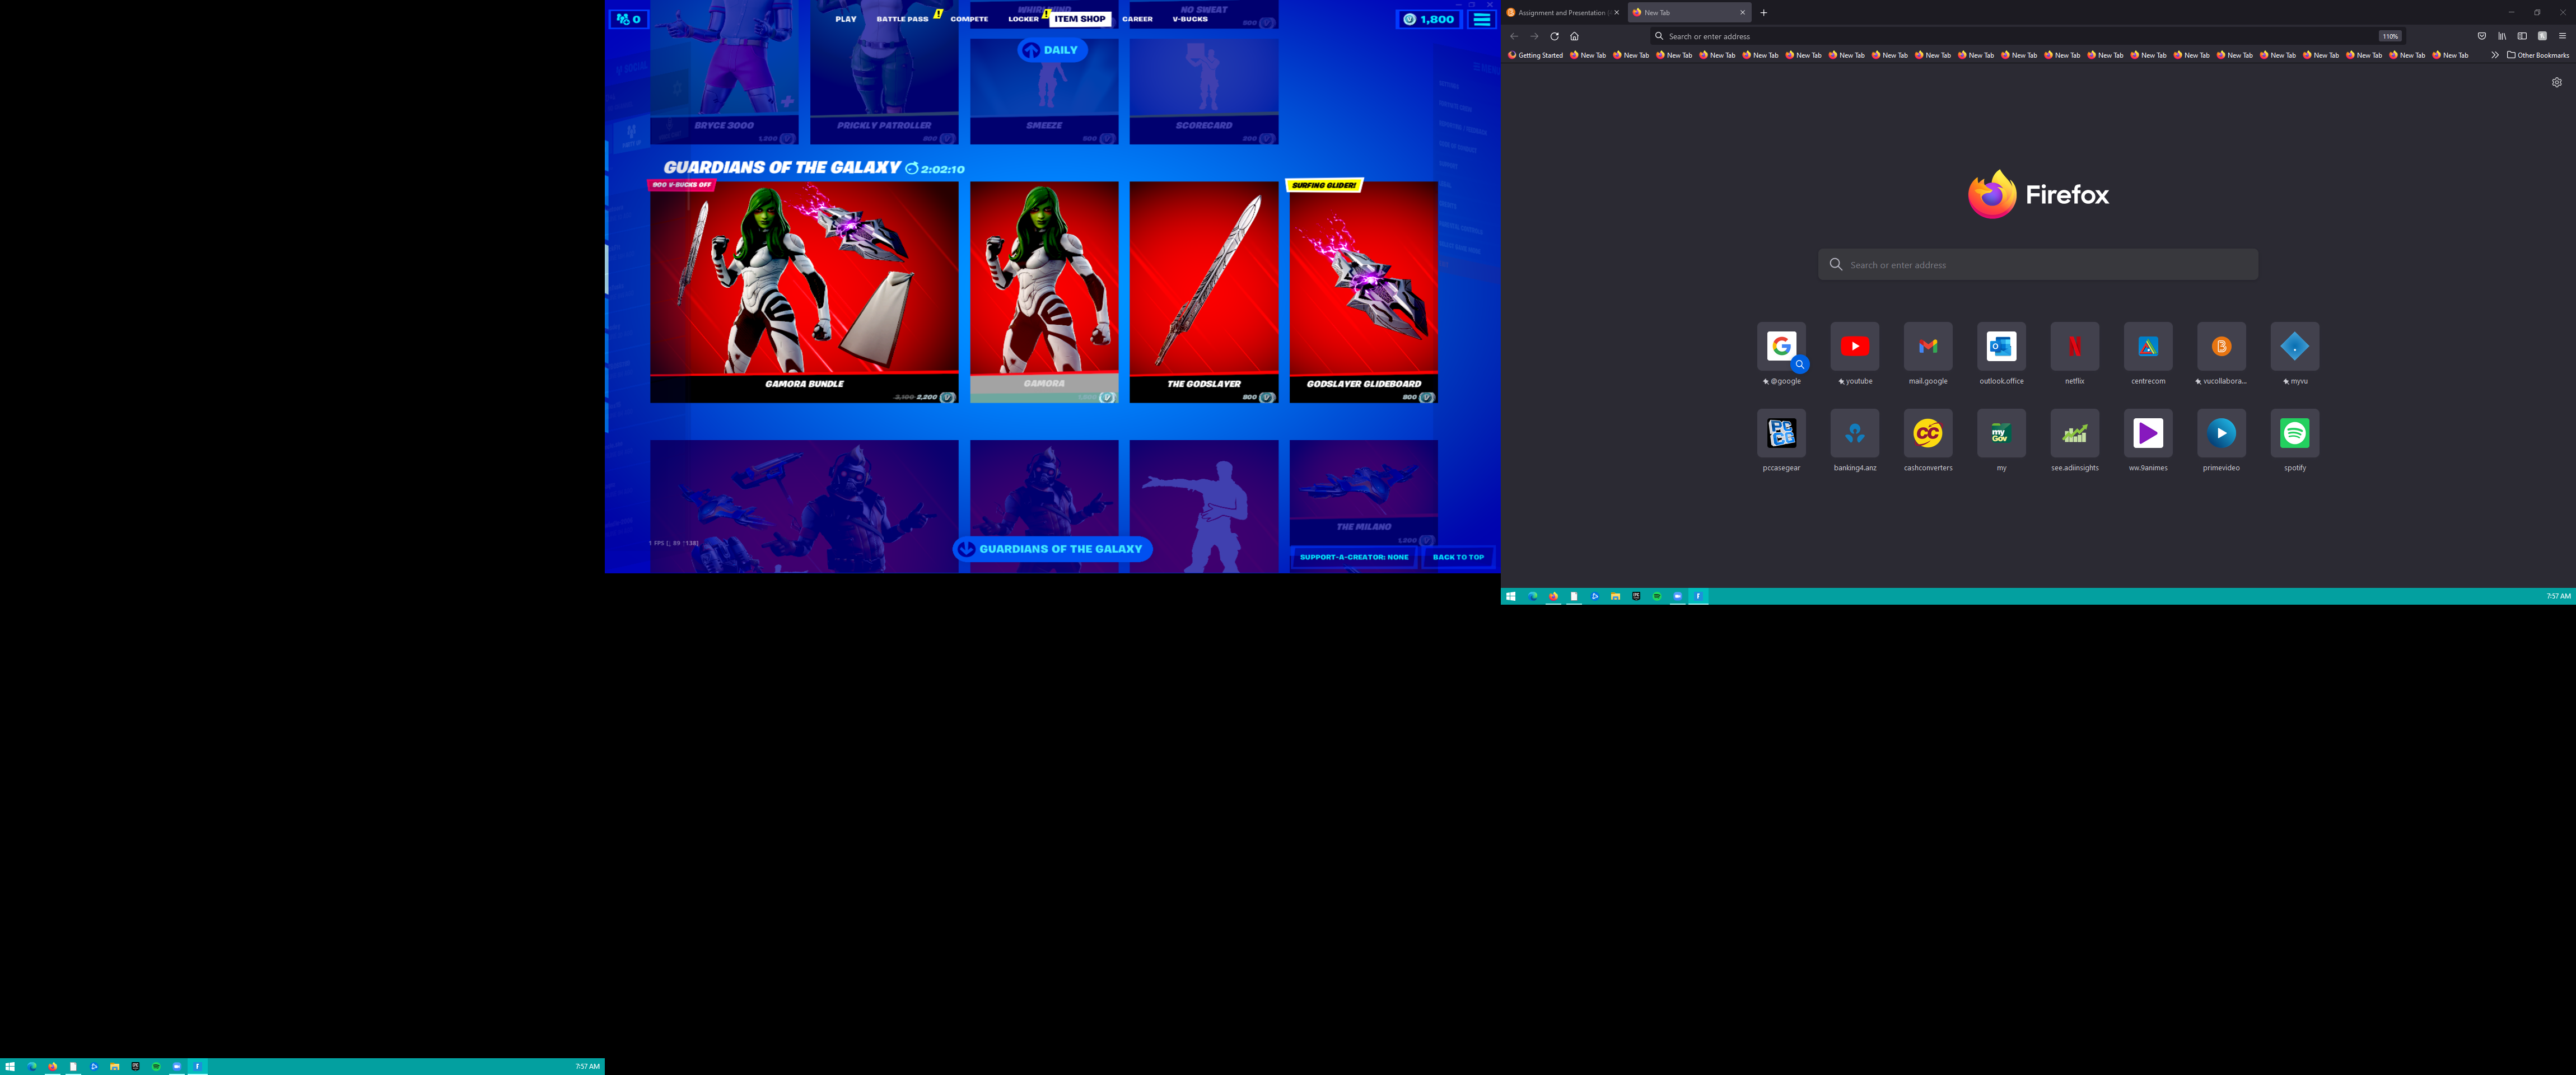 0
PLAY
BATTLE PASS
!
COMPETE
LOCKER
!
ITEM SHOP
CAREER
V-BUCKS
1,800
WHIRLWIND
NO SWEAT
500
DAILY
BRYCE 3000
1,200
PRICKLY PATROLLER
800
SMEEZE
500
SCORECARD
200
GUARDIANS OF THE GALAXY 2:02:10
900 V-BUCKS OFF
SURFING GLIDER!
GAMORA BUNDLE
3,100 2,200
GAMORA
THE GODSLAYER
800
GODSLAYER GLIDEBOARD
800
THE MILANO
1,200
GUARDIANS OF THE GALAXY
SUPPORT-A-CREATOR: NONE
BACK TO TOP
7:57 AM
Assignment and Presentation
New Tab
Search or enter address
110%
Getting Started New Tab New Tab New Tab New Tab New Tab New Tab New Tab New Tab New Tab New Tab New Tab New Tab New Tab New Tab New Tab New Tab New Tab New Tab New Tab New Tab New Tab Other Bookmarks
Firefox
Search or enter address
@google youtube mail.google outlook.office netflix centrecom vucollabora... myvu
pccasegear banking4.anz cashconverters my see.adiinsights ww.9animes primevideo spotify
7:57 AM